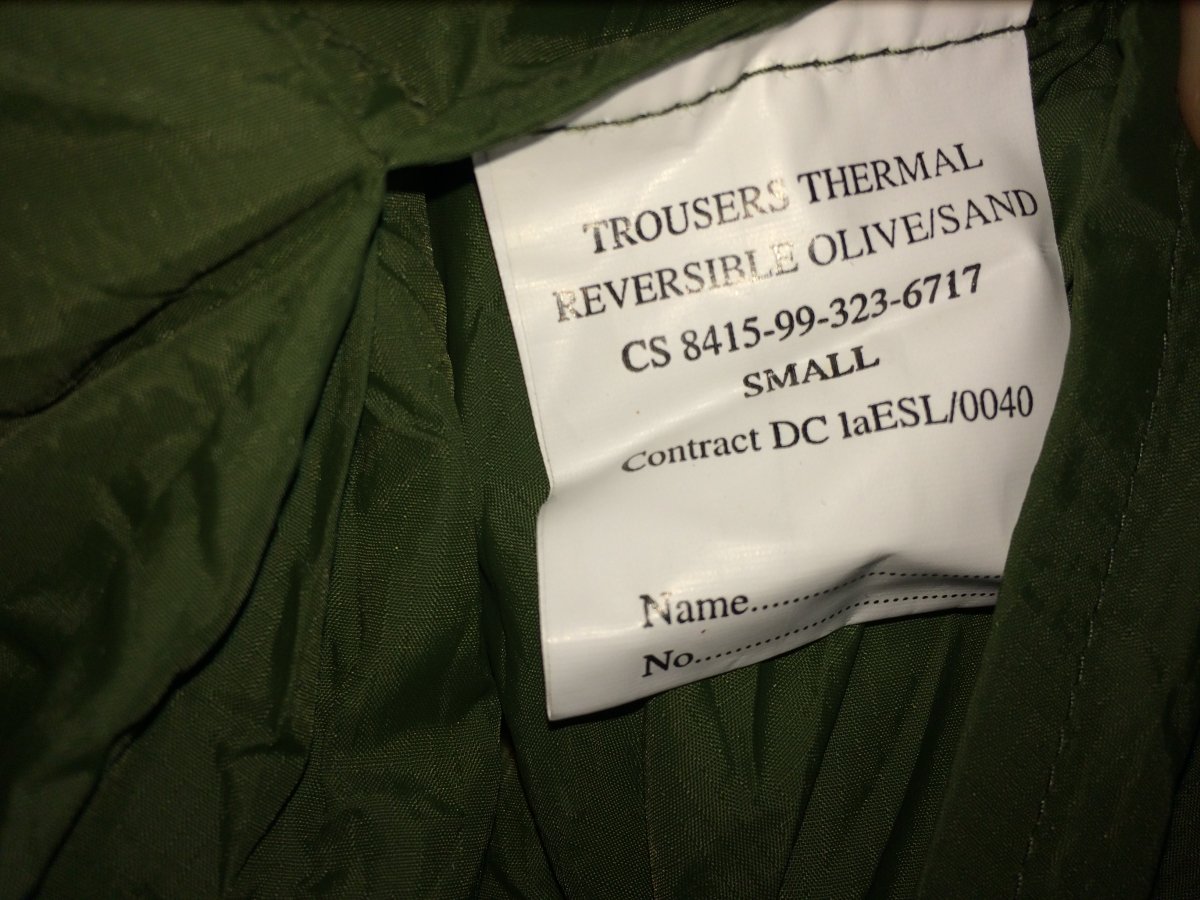 TROUSERS THERMAL
REVERSIBLE OLIVE/SAND
CS 8415-99-323-6717
SMALL
contract DC 1aESL/0040
Name....................................
No........................................